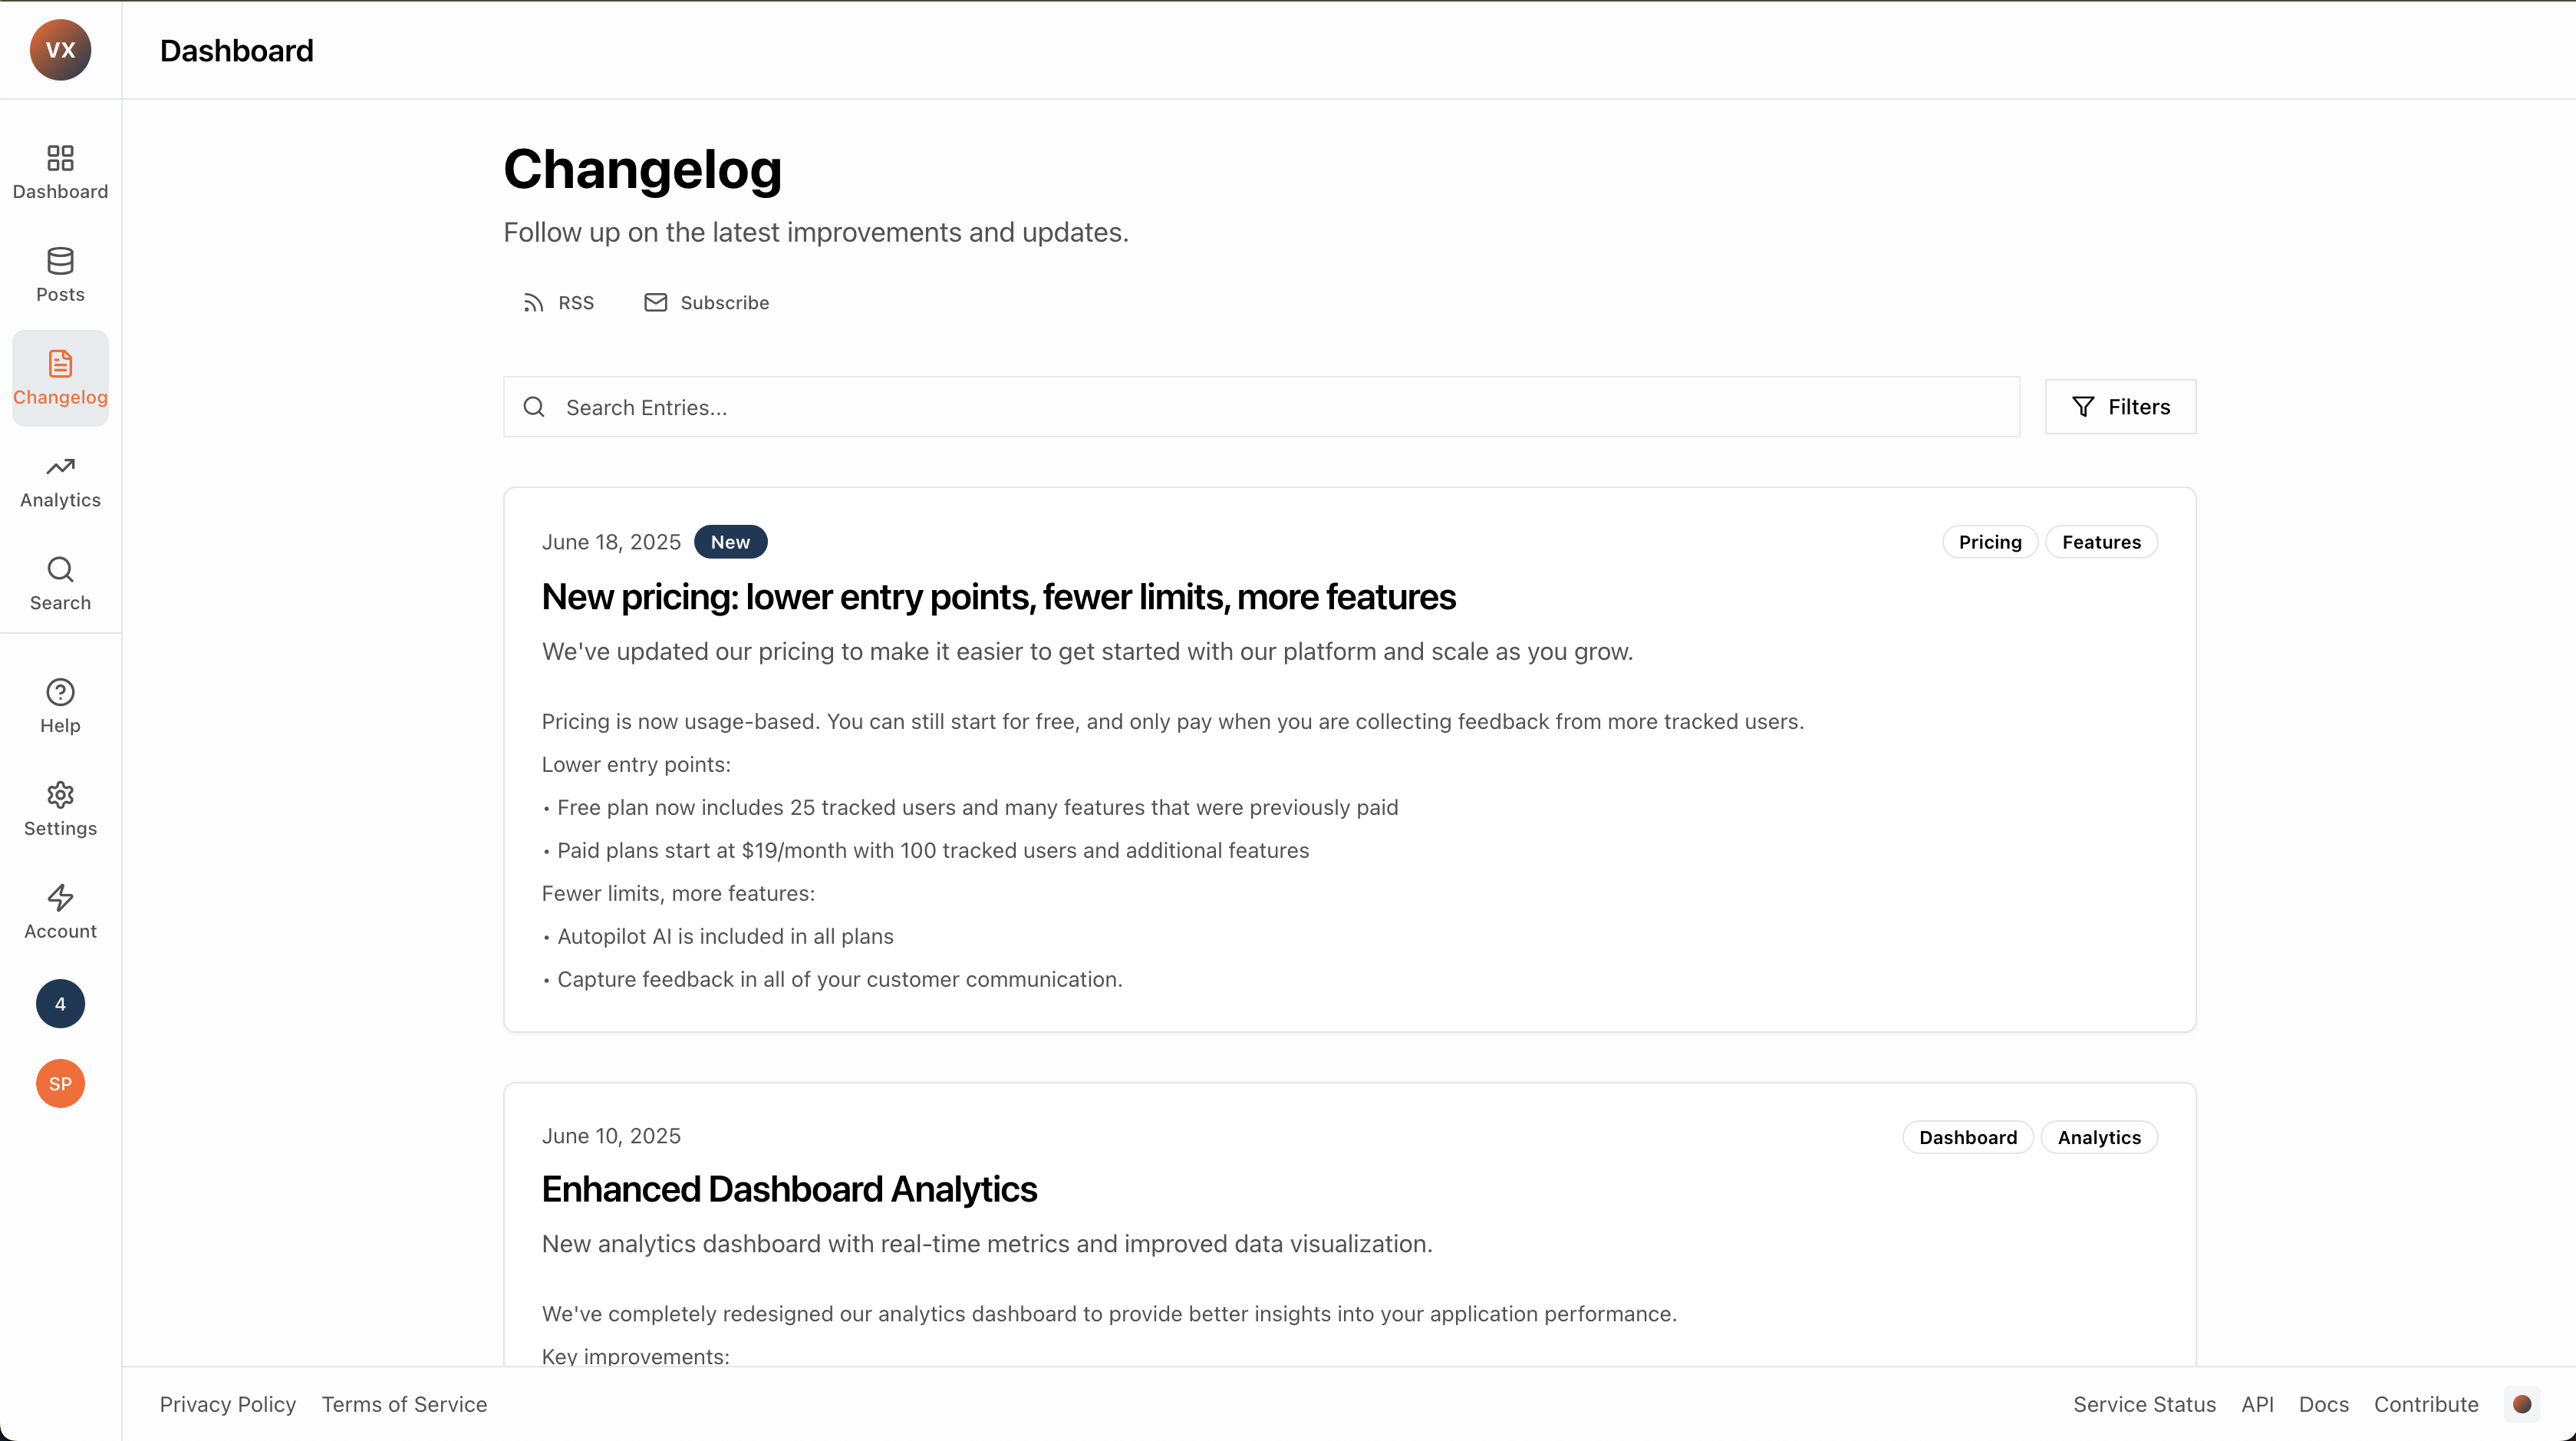 VX
Dashboard
Dashboard
Posts
Changelog
Analytics
Search
Help
Settings
Account
4
SP
Changelog
Follow up on the latest improvements and updates.
RSS
Subscribe
Search Entries...
Filters
June 18, 2025
New
Pricing
Features
New pricing: lower entry points, fewer limits, more features
We've updated our pricing to make it easier to get started with our platform and scale as you grow.
Pricing is now usage-based. You can still start for free, and only pay when you are collecting feedback from more tracked users.
Lower entry points:
• Free plan now includes 25 tracked users and many features that were previously paid
• Paid plans start at $19/month with 100 tracked users and additional features
Fewer limits, more features:
• Autopilot AI is included in all plans
• Capture feedback in all of your customer communication.
June 10, 2025
Dashboard
Analytics
Enhanced Dashboard Analytics
New analytics dashboard with real-time metrics and improved data visualization.
We've completely redesigned our analytics dashboard to provide better insights into your application performance.
Key improvements:
Privacy Policy
Terms of Service
Service Status
API
Docs
Contribute